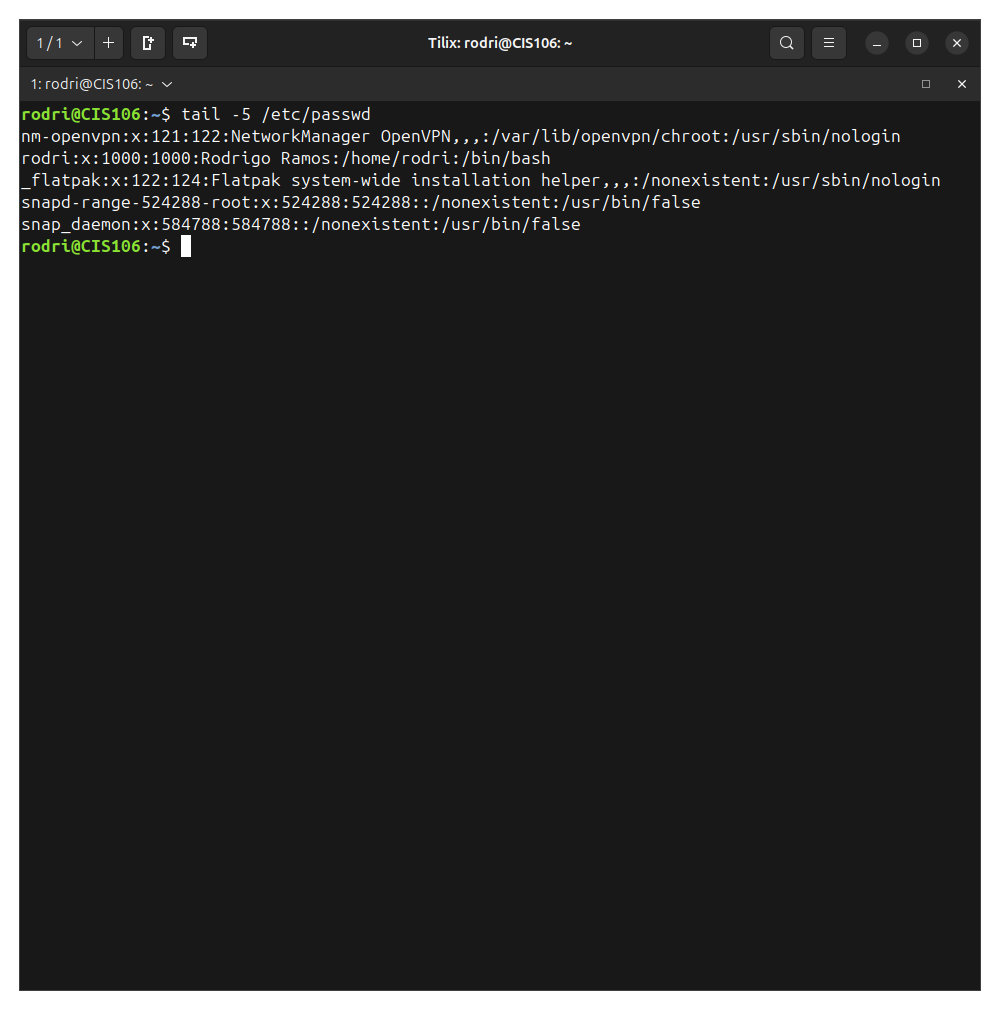 1 / 1
Tilix: rodri@CIS106: ~
1: rodri@CIS106: ~
rodri@CIS106:~$ tail -5 /etc/passwd
nm-openvpn:x:121:122:NetworkManager OpenVPN,,,:/var/lib/openvpn/chroot:/usr/sbin/nologin
rodri:x:1000:1000:Rodrigo Ramos:/home/rodri:/bin/bash
_flatpak:x:122:124:Flatpak system-wide installation helper,,,:/nonexistent:/usr/sbin/nologin
snapd-range-524288-root:x:524288:524288::/nonexistent:/usr/bin/false
snap_daemon:x:584788:584788::/nonexistent:/usr/bin/false
rodri@CIS106:~$